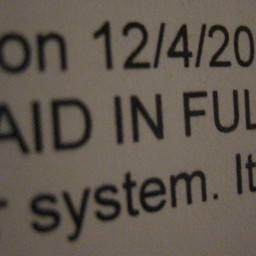 on 12/4/20
AID IN FUL
r system. It